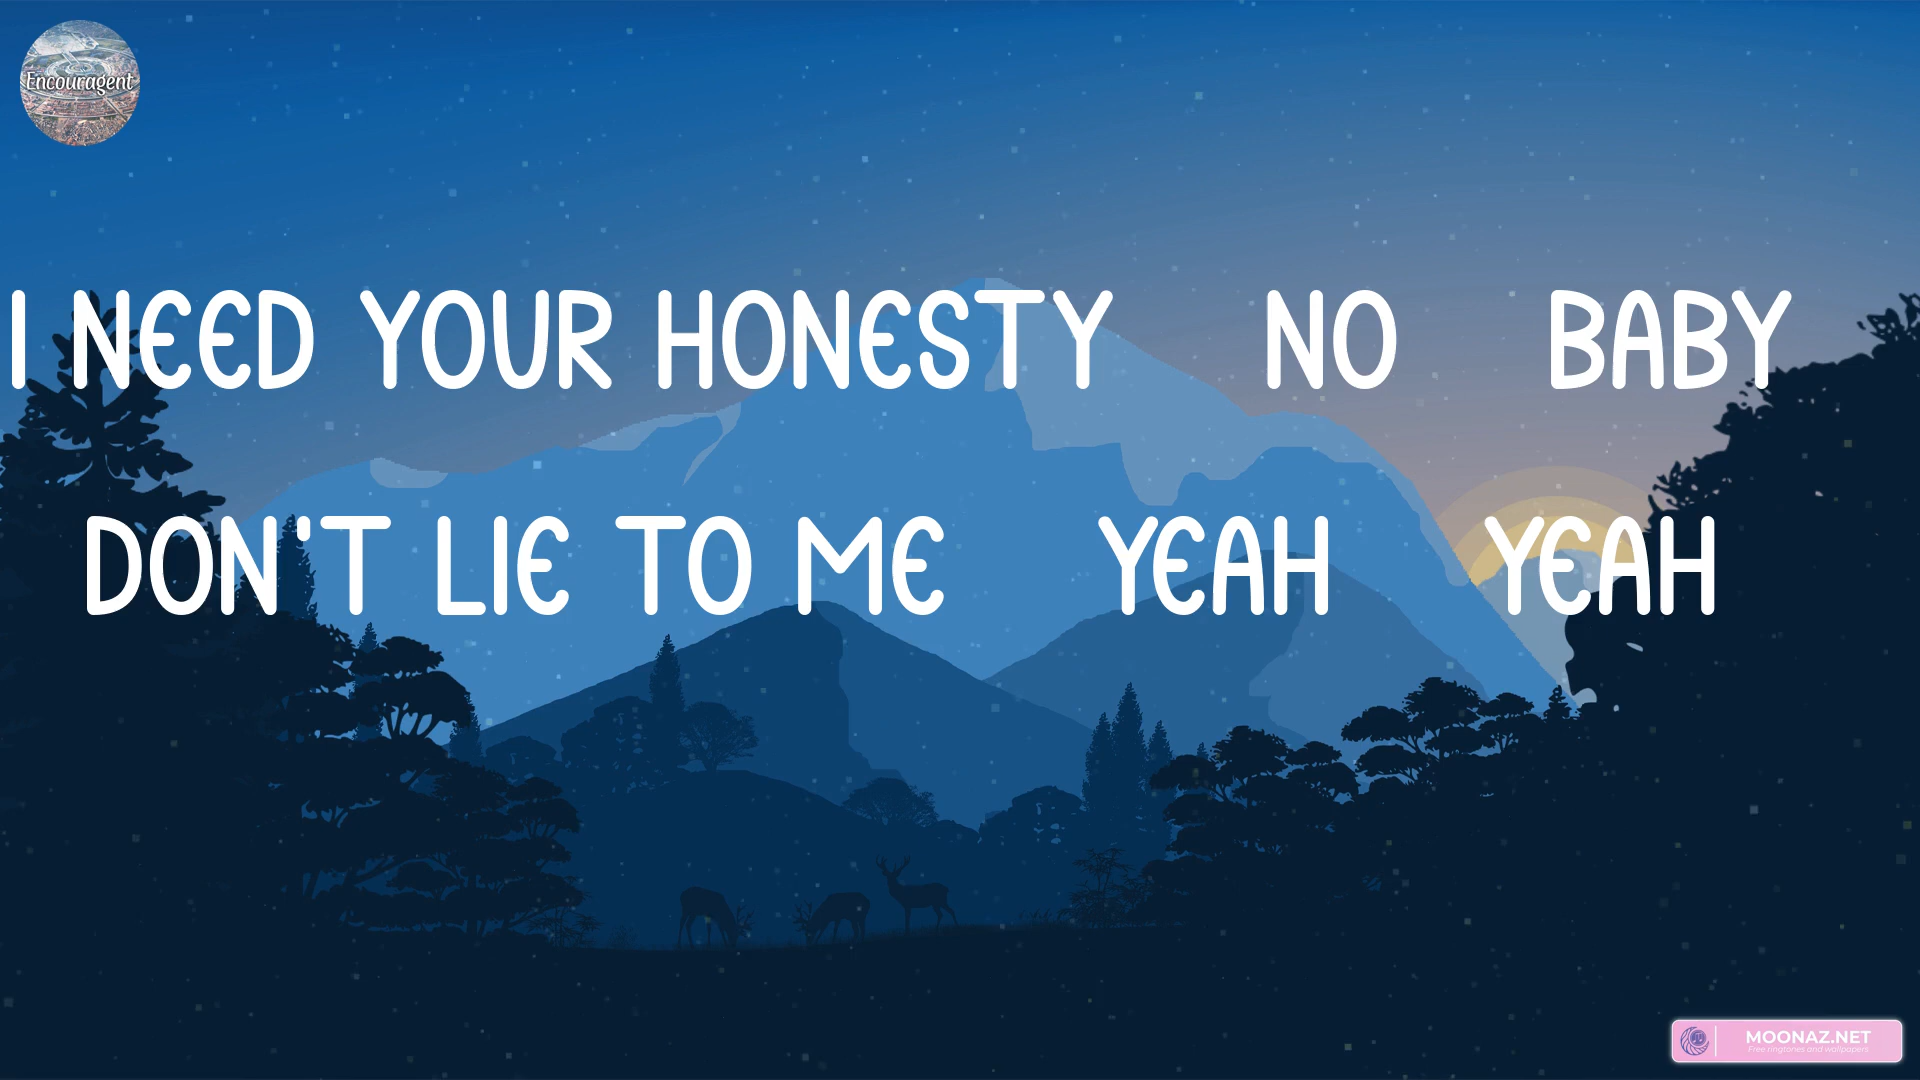 Encouragent
I NEED YOUR HONESTY NO BABY
DON'T LIE TO ME YEAH YEAH
MOONAZ.NET
Free ringtones and wallpapers